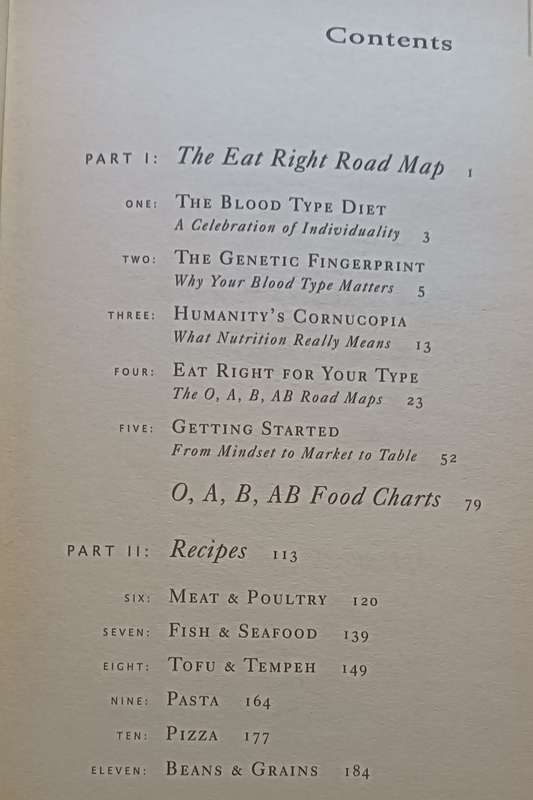 Contents
PART I: The Eat Right Road Map 1
ONE: THE BLOOD TYPE DIET
A Celebration of Individuality 3
TWO: THE GENETIC FINGERPRINT
Why Your Blood Type Matters 5
THREE: HUMANITY'S CORNUCOPIA
What Nutrition Really Means 13
FOUR: EAT RIGHT FOR YOUR TYPE
The O, A, B, AB Road Maps 23
FIVE: GETTING STARTED
From Mindset to Market to Table 52
O, A, B, AB Food Charts 79
PART II: Recipes 113
SIX: MEAT & POULTRY 120
SEVEN: FISH & SEAFOOD 139
EIGHT: TOFU & TEMPEH 149
NINE: PASTA 164
TEN: PIZZA 177
ELEVEN: BEANS & GRAINS 184